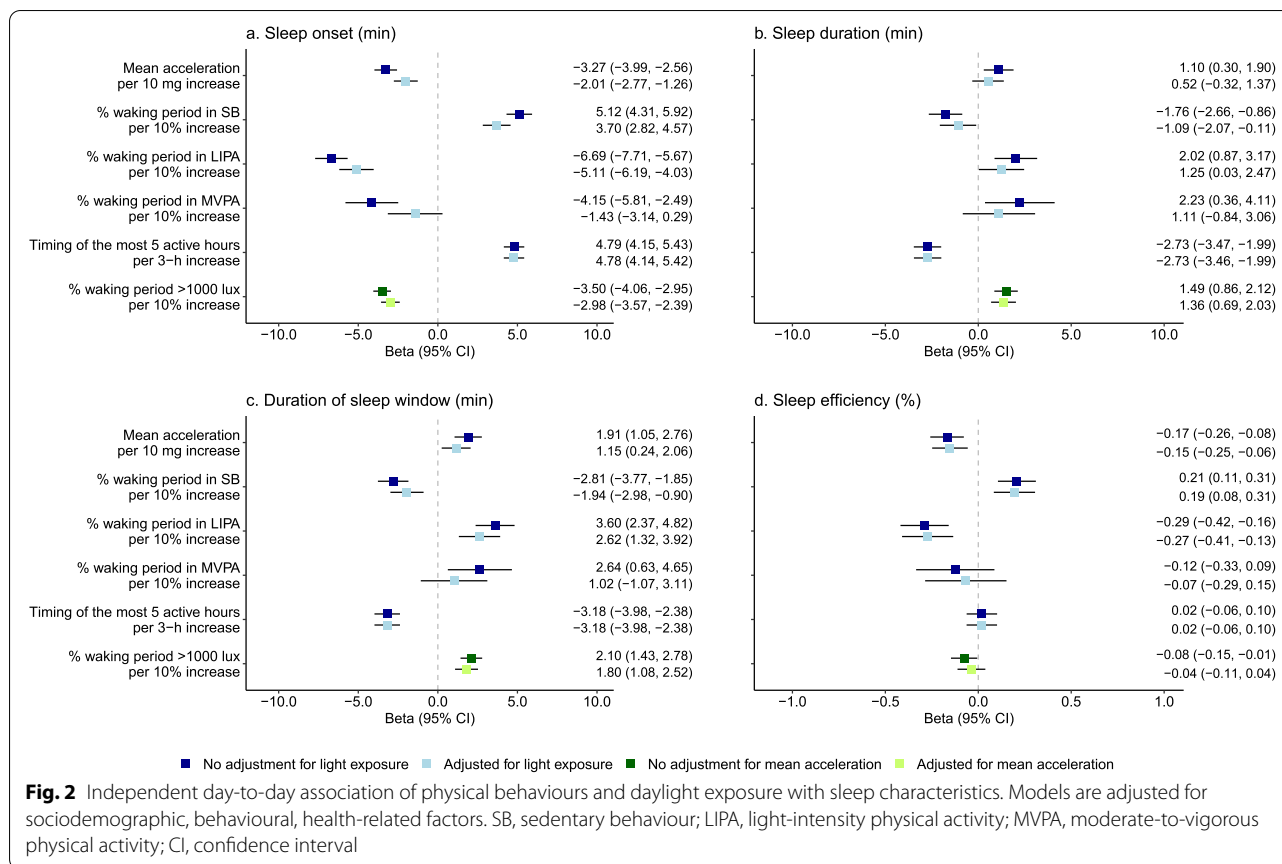 a. Sleep onset (min)
Mean acceleration
per 10 mg increase
−3.27 (−3.99, −2.56)
−2.01 (−2.77, −1.26)
% waking period in SB
per 10% increase
5.12 (4.31, 5.92)
3.70 (2.82, 4.57)
% waking period in LIPA
per 10% increase
−6.69 (−7.71, −5.67)
−5.11 (−6.19, −4.03)
% waking period in MVPA
per 10% increase
−4.15 (−5.81, −2.49)
−1.43 (−3.14, 0.29)
Timing of the most 5 active hours
per 3−h increase
4.79 (4.15, 5.43)
4.78 (4.14, 5.42)
% waking period >1000 lux
per 10% increase
−3.50 (−4.06, −2.95)
−2.98 (−3.57, −2.39)
−10.0 −5.0 0.0 5.0 10.0
Beta (95% CI)
b. Sleep duration (min)
1.10 (0.30, 1.90)
0.52 (−0.32, 1.37)
−1.76 (−2.66, −0.86)
−1.09 (−2.07, −0.11)
2.02 (0.87, 3.17)
1.25 (0.03, 2.47)
2.23 (0.36, 4.11)
1.11 (−0.84, 3.06)
−2.73 (−3.47, −1.99)
−2.73 (−3.46, −1.99)
1.49 (0.86, 2.12)
1.36 (0.69, 2.03)
−10.0 −5.0 0.0 5.0 10.0
Beta (95% CI)
c. Duration of sleep window (min)
Mean acceleration
per 10 mg increase
1.91 (1.05, 2.76)
1.15 (0.24, 2.06)
% waking period in SB
per 10% increase
−2.81 (−3.77, −1.85)
−1.94 (−2.98, −0.90)
% waking period in LIPA
per 10% increase
3.60 (2.37, 4.82)
2.62 (1.32, 3.92)
% waking period in MVPA
per 10% increase
2.64 (0.63, 4.65)
1.02 (−1.07, 3.11)
Timing of the most 5 active hours
per 3−h increase
−3.18 (−3.98, −2.38)
−3.18 (−3.98, −2.38)
% waking period >1000 lux
per 10% increase
2.10 (1.43, 2.78)
1.80 (1.08, 2.52)
−10.0 −5.0 0.0 5.0 10.0
Beta (95% CI)
d. Sleep efficiency (%)
−0.17 (−0.26, −0.08)
−0.15 (−0.25, −0.06)
0.21 (0.11, 0.31)
0.19 (0.08, 0.31)
−0.29 (−0.42, −0.16)
−0.27 (−0.41, −0.13)
−0.12 (−0.33, 0.09)
−0.07 (−0.29, 0.15)
0.02 (−0.06, 0.10)
0.02 (−0.06, 0.10)
−0.08 (−0.15, −0.01)
−0.04 (−0.11, 0.04)
−1.0 −0.5 0.0 0.5 1.0
Beta (95% CI)
No adjustment for light exposure Adjusted for light exposure No adjustment for mean acceleration Adjusted for mean acceleration
Fig. 2 Independent day-to-day association of physical behaviours and daylight exposure with sleep characteristics. Models are adjusted for
sociodemographic, behavioural, health-related factors. SB, sedentary behaviour; LIPA, light-intensity physical activity; MVPA, moderate-to-vigorous
physical activity; CI, confidence interval